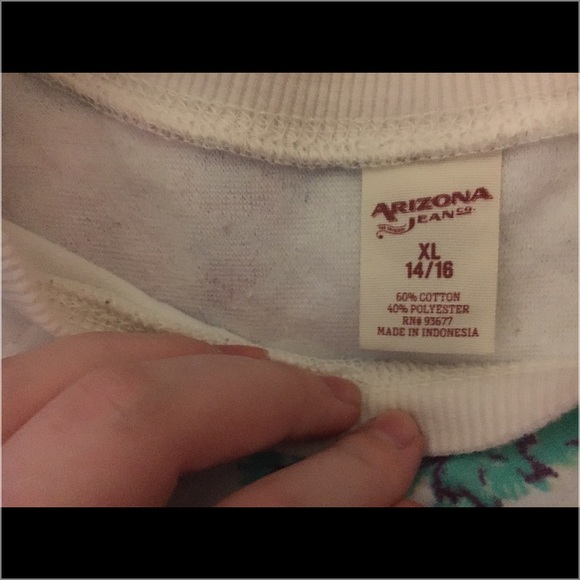 ARIZONA
JEAN CO.
XL
14/16
60% COTTON
40% POLYESTER
RN# 93677
MADE IN INDONESIA